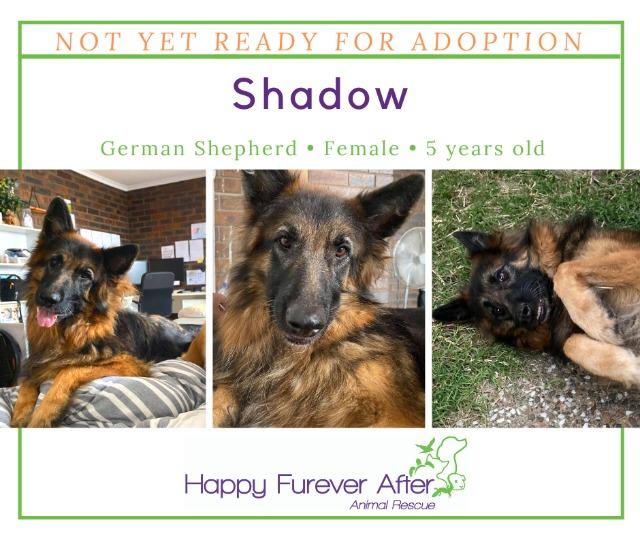 NOT YET READY FOR ADOPTION
Shadow
German Shepherd • Female • 5 years old
Happy Furever After
Animal Rescue